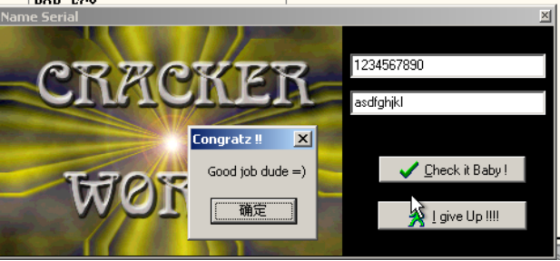 Name Serial
CRACKER
WOR
1234567890
asdfghjkl
Congratz !!
Good job dude =)
确定
Check it Baby !
I give Up !!!!